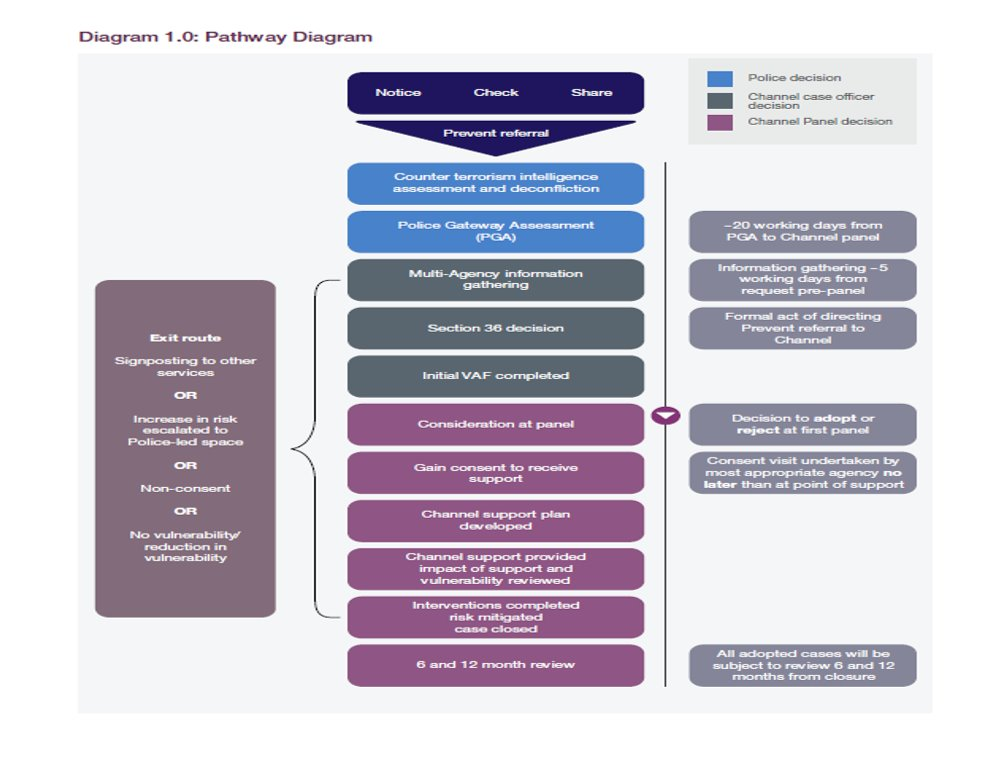 Diagram 1.0: Pathway Diagram
Notice Check Share
Prevent referral
Police decision
Channel case officer
decision
Channel Panel decision
Counter terrorism intelligence
assessment and deconfliction
Police Gateway Assessment
(PGA)
~20 working days from
PGA to Channel panel
Multi-Agency information
gathering
Information gathering ~5
working days from
request pre-panel
Section 36 decision
Formal act of directing
Prevent referral to
Channel
Initial VAF completed
Consideration at panel
Decision to adopt or
reject at first panel
Gain consent to receive
support
Consent visit undertaken by
most appropriate agency no
later than at point of support
Channel support plan
developed
Channel support provided
impact of support and
vulnerability reviewed
Interventions completed
risk mitigated
case closed
6 and 12 month review
All adopted cases will be
subject to review 6 and 12
months from closure
Exit route
Signposting to other
services
OR
Increase in risk
escalated to
Police-led space
OR
Non-consent
OR
No vulnerability/
reduction in
vulnerability